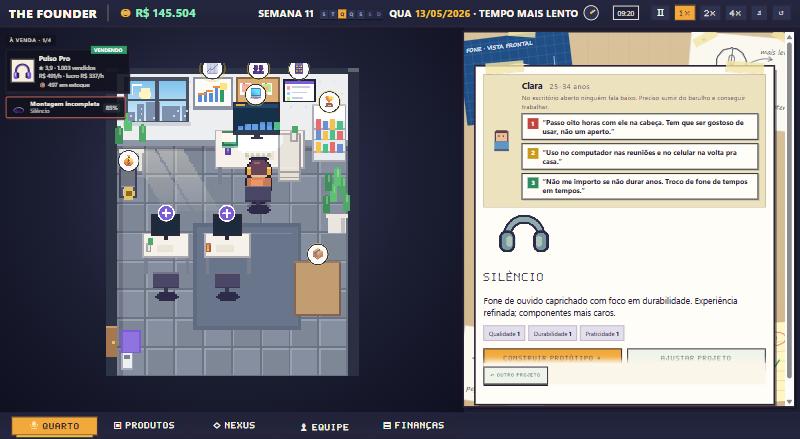 THE FOUNDER
R$ 145.504
SEMANA 11
S T Q Q S S D
QUA 13/05/2026 · TEMPO MAIS LENTO
09:20
1×
2×
4×
À VENDA · 1/4
VENDENDO
Pulso Pro
★ 3,9 · 1.003 vendidos
R$ 491/h · lucro R$ 337/h
497 em estoque
Montagem incompleta
Silêncio
85%
FONE · VISTA FRONTAL
mais le
Clara 25-34 anos
No escritório aberto ninguém fala baixo. Preciso sumir do barulho e conseguir
trabalhar.
1 "Passo oito horas com ele na cabeça. Tem que ser gostoso de
usar, não um aperto."
2 "Uso no computador nas reuniões e no celular na volta pra
casa."
3 "Não me importo se não durar anos. Troco de fone de tempos
em tempos."
SILÊNCIO
Fone de ouvido caprichado com foco em durabilidade. Experiência
refinada; componentes mais caros.
Qualidade 1
Durabilidade 1
Praticidade 1
CONSTRUIR PROTÓTIPO
AJUSTAR PROJETO
OUTRO PROJETO
QUARTO
PRODUTOS
NEXUS
EQUIPE
FINANÇAS